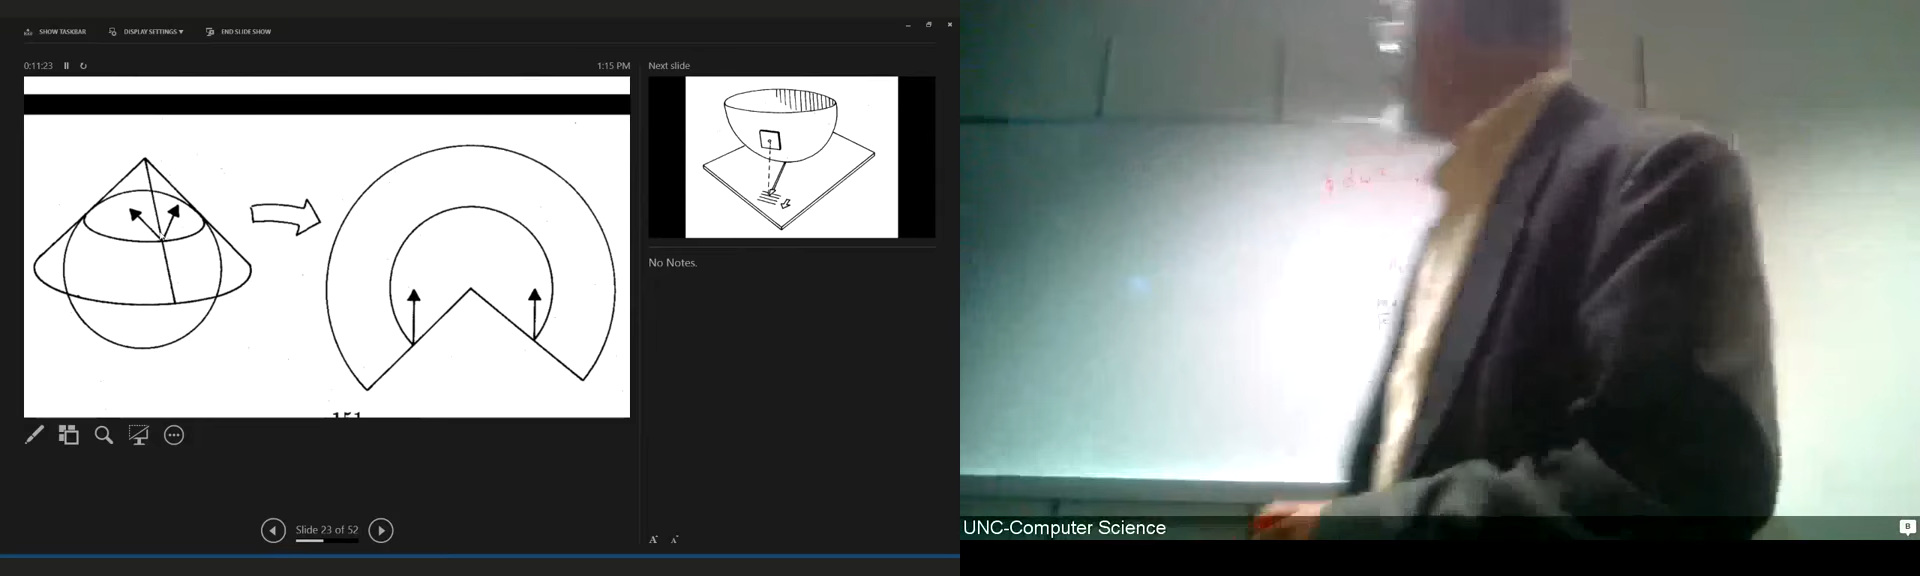 SHOW TASKBAR
DISPLAY SETTINGS ▾
END SLIDE SHOW
0:11:23
1:15 PM
Next slide
No Notes.
Slide 23 of 52
A A
UNC-Computer Science
B